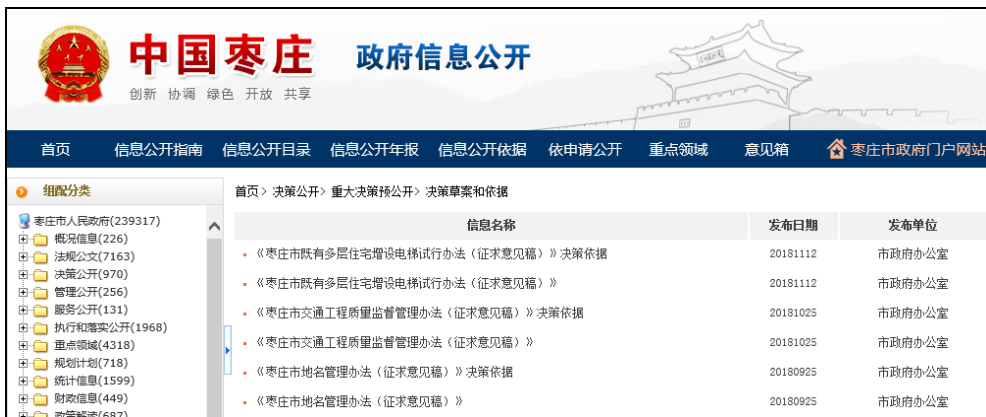 中国枣庄
政府信息公开
创新 协调 绿色 开放 共享
首页 信息公开指南 信息公开目录 信息公开年报 信息公开依据 依申请公开 重点领域 意见箱 枣庄市政府门户网站
组配分类
首页> 决策公开> 重大决策预公开> 决策草案和依据
枣庄市人民政府(239317)
概况信息(226)
法规公文(7163)
决策公开(970)
管理公开(256)
服务公开(131)
执行和落实公开(1968)
重点领域(4318)
规划计划(718)
统计信息(1599)
财政信息(449)
政策解读(687)
信息名称 发布日期 发布单位
《枣庄市既有多层住宅增设电梯试行办法（征求意见稿）》决策依据 20181112 市政府办公室
《枣庄市既有多层住宅增设电梯试行办法（征求意见稿）》 20181112 市政府办公室
《枣庄市交通工程质量监督管理办法（征求意见稿）》决策依据 20181025 市政府办公室
《枣庄市交通工程质量监督管理办法（征求意见稿）》 20181025 市政府办公室
《枣庄市地名管理办法（征求意见稿）》决策依据 20180925 市政府办公室
《枣庄市地名管理办法（征求意见稿）》 20180925 市政府办公室